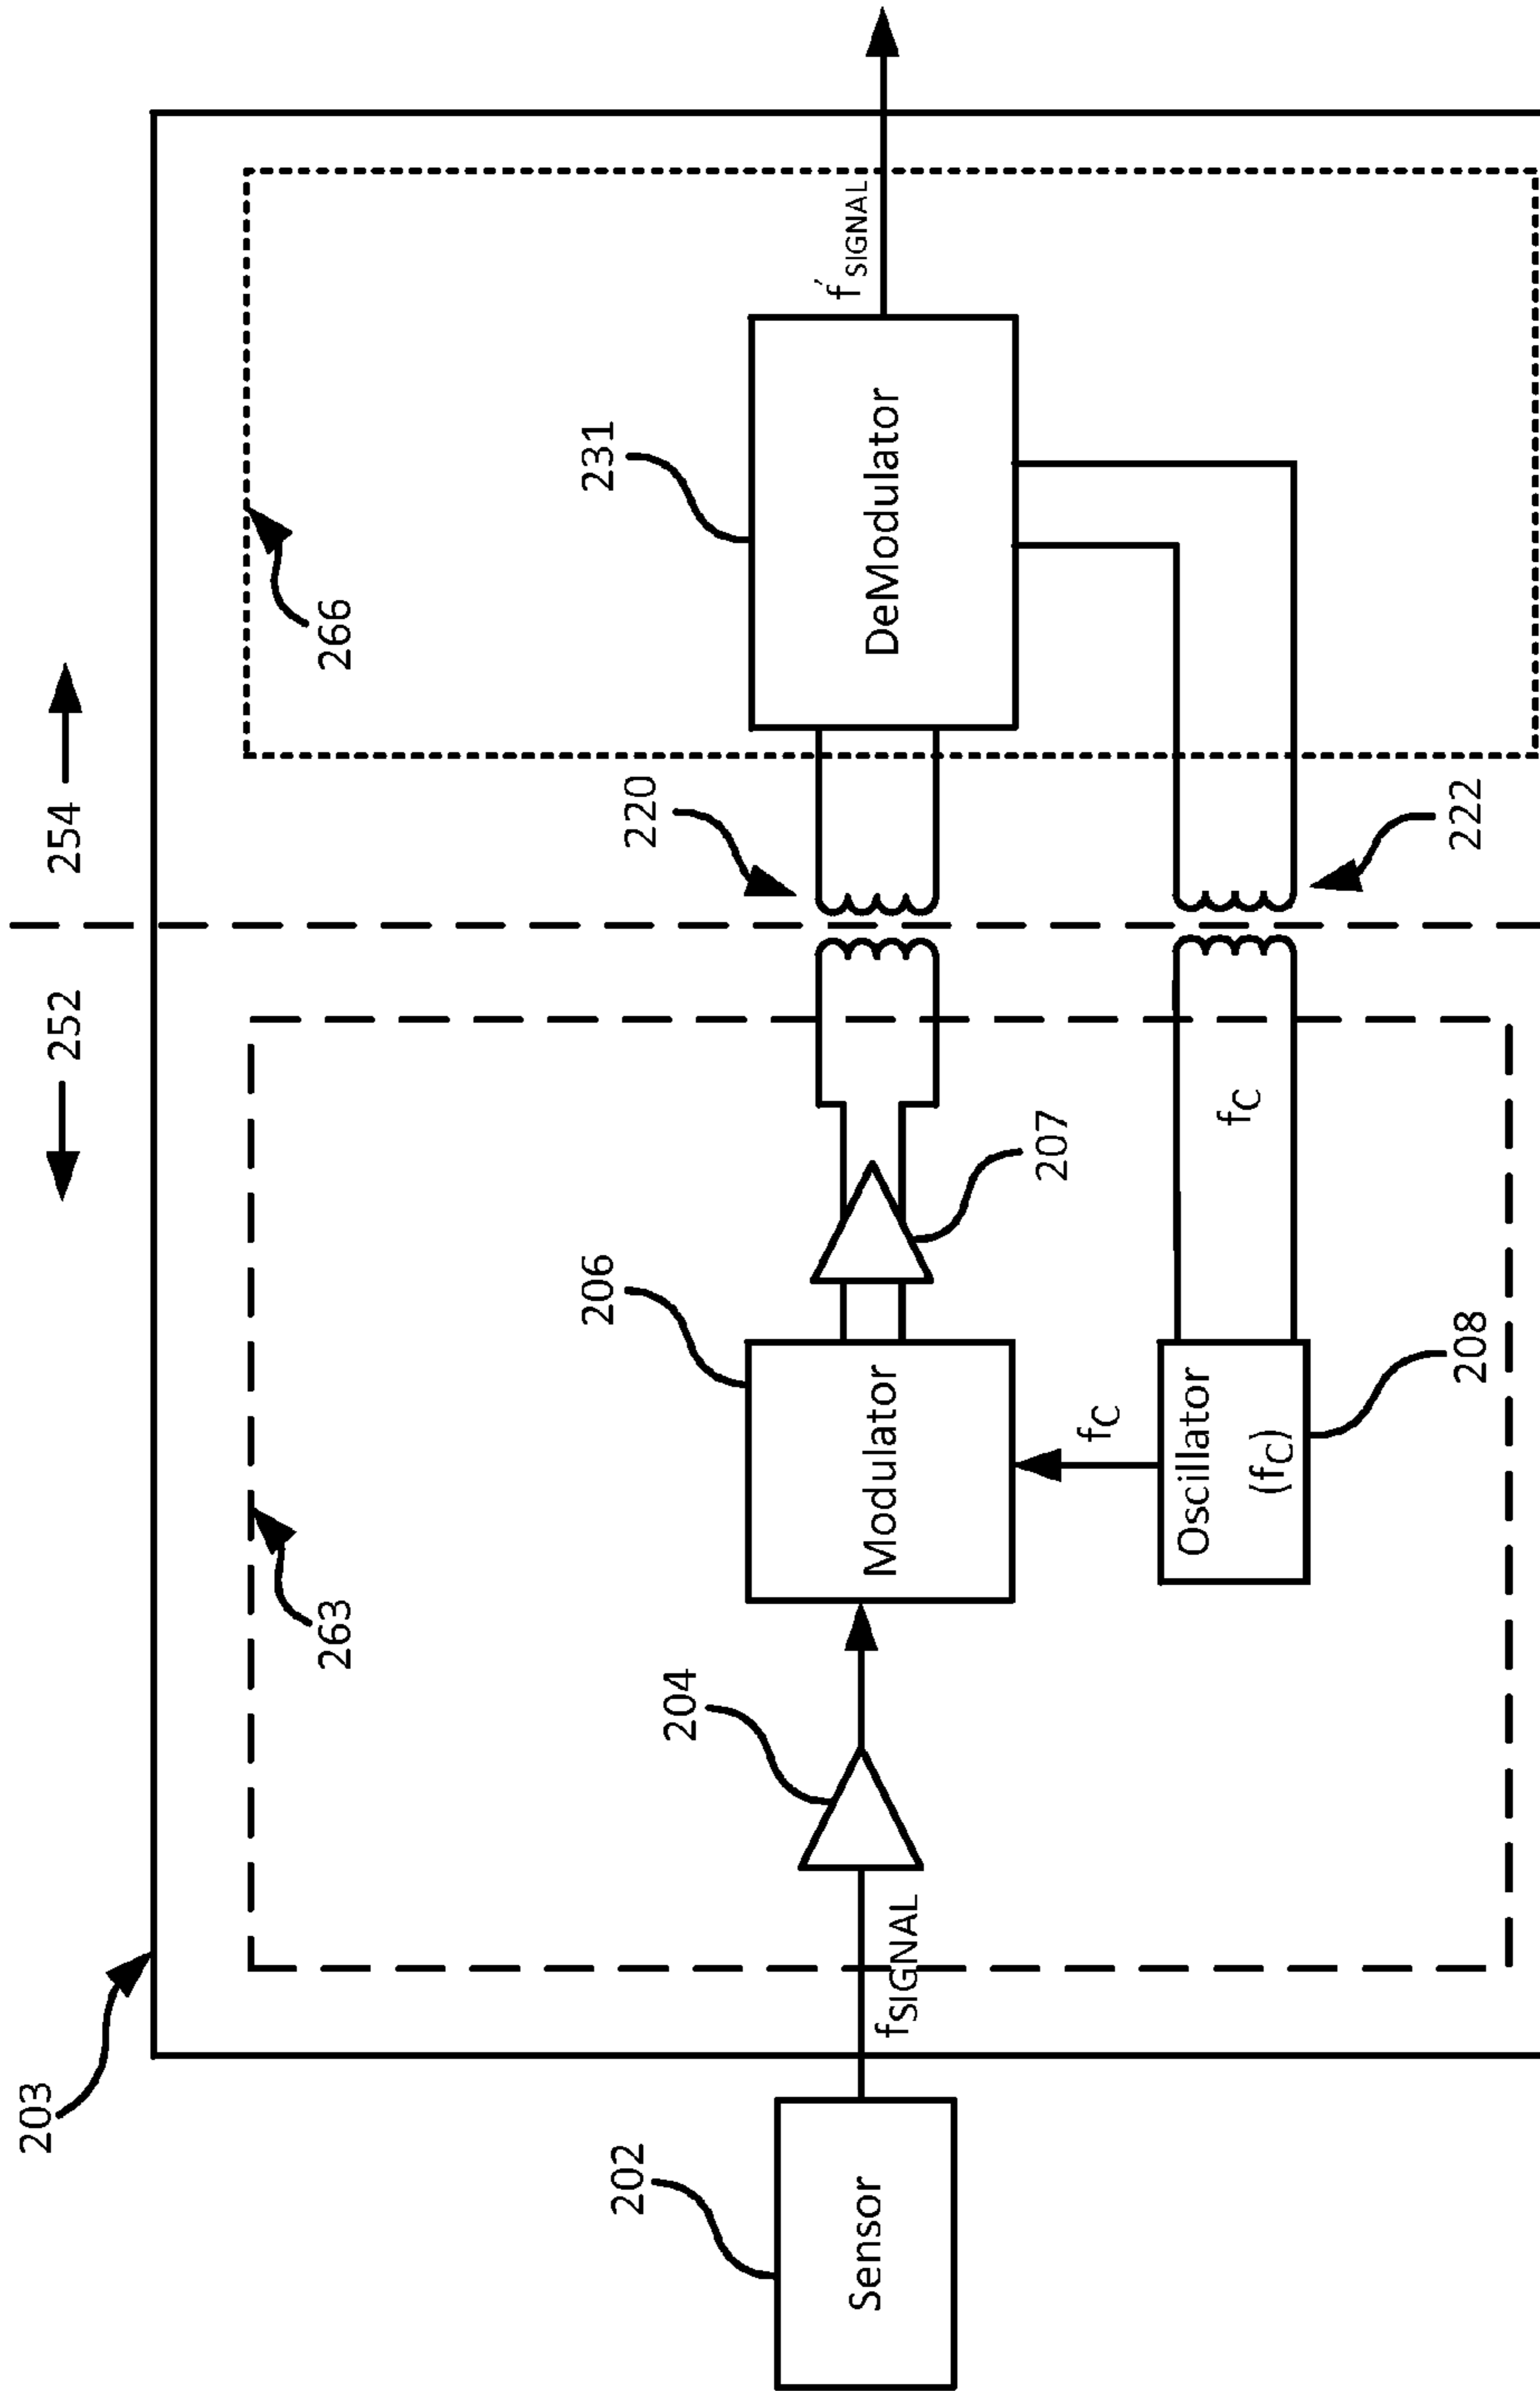 252
254
203
263
266
202
Sensor
fSIGNAL
204
206
Modulator
207
220
231
DeModulator
f′SIGNAL
fC
Oscillator
(fC)
208
fC
222